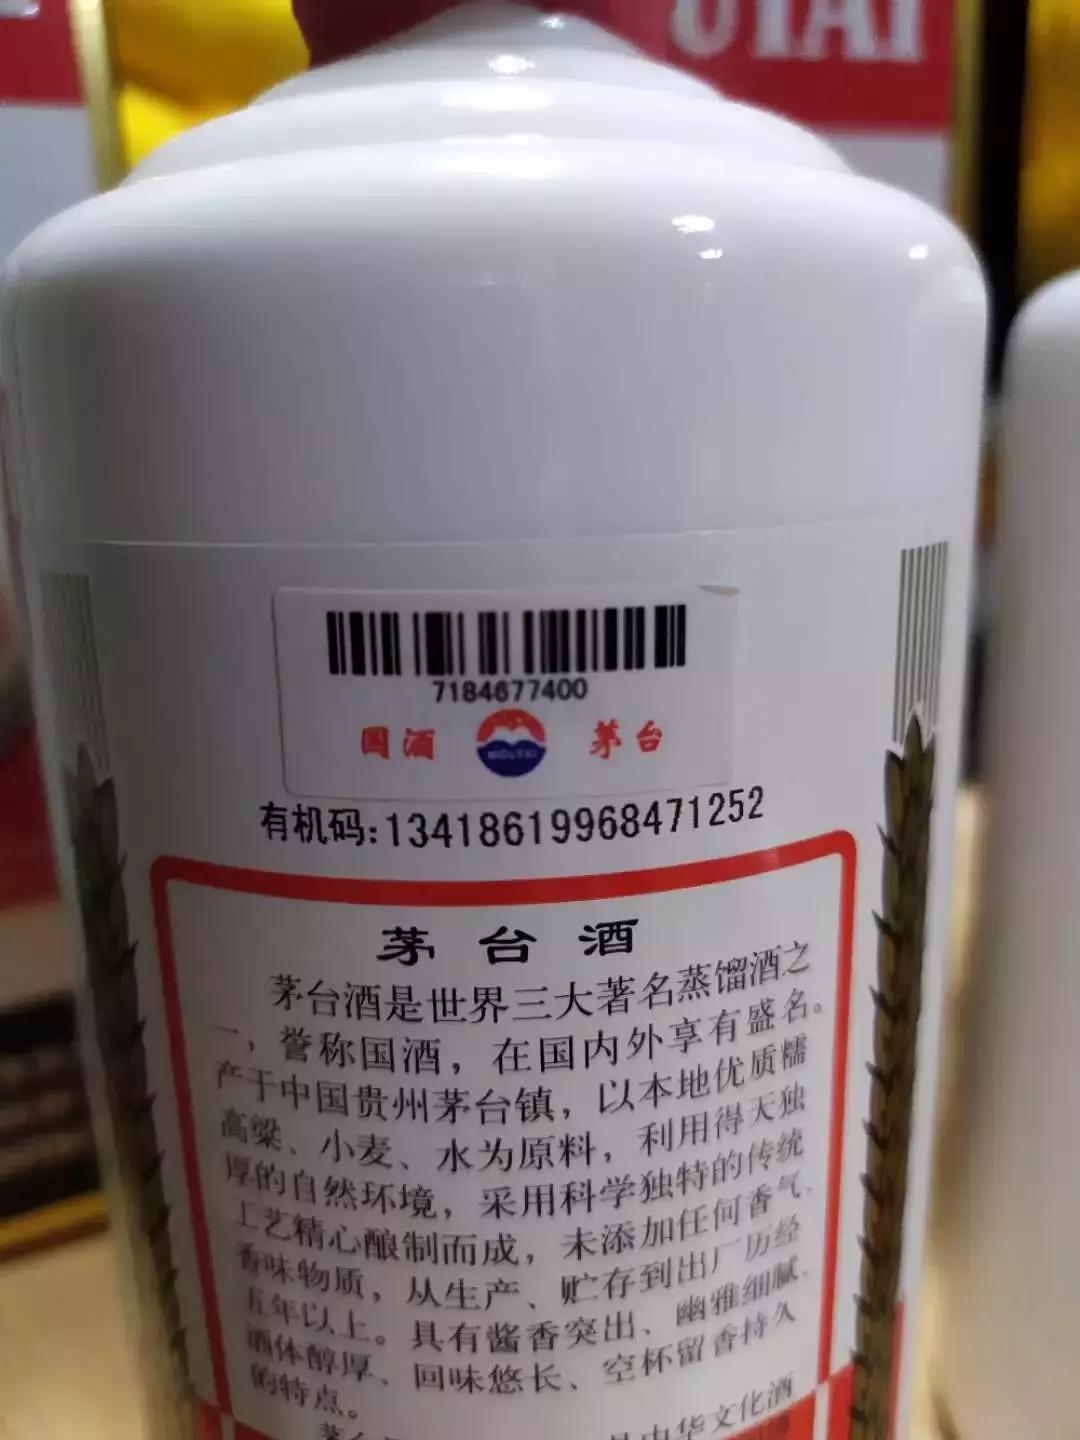 UTAI
7184677400
国酒 MOUTAI 茅台
有机码:13418619968471252
茅台酒
茅台酒是世界三大著名蒸馏酒之
一，誉称国酒，在国内外享有盛名。
产于中国贵州茅台镇，以本地优质糯
高粱、小麦、水为原料，利用得天独
厚的自然环境，采用科学独特的传统
工艺精心酿制而成，未添加任何香气、
香味物质，从生产、贮存到出厂历经
五年以上。具有酱香突出、幽雅细腻、
酒体醇厚、回味悠长、空杯留香持久
的特点。
中华文化酒